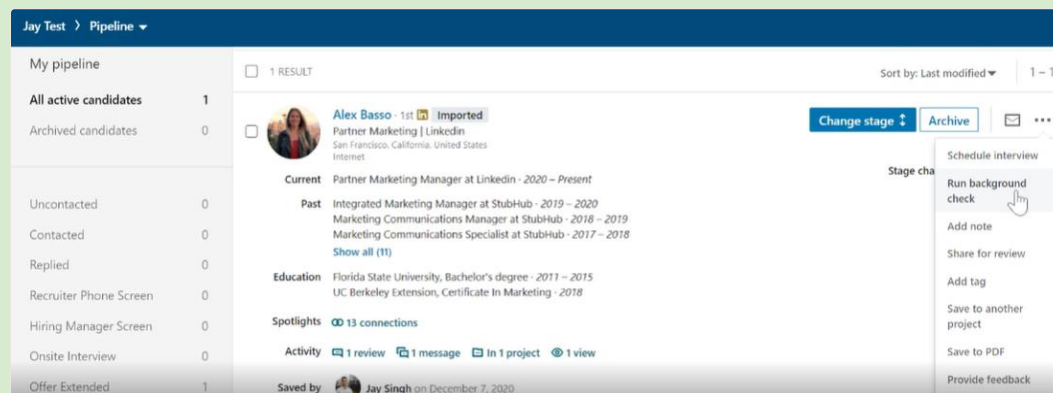 Jay Test > Pipeline
My pipeline
All active candidates 1
Archived candidates 0
Uncontacted 0
Contacted 0
Replied 0
Recruiter Phone Screen 0
Hiring Manager Screen 0
Onsite Interview 0
Offer Extended 1
1 RESULT
Sort by: Last modified
1 – 1
Alex Basso · 1st in Imported
Partner Marketing | Linkedin
San Francisco, California, United States
Internet
Change stage
Archive
Current Partner Marketing Manager at Linkedin · 2020 – Present
Past Integrated Marketing Manager at StubHub · 2019 – 2020
Marketing Communications Manager at StubHub · 2018 – 2019
Marketing Communications Specialist at StubHub · 2017 – 2018
Show all (11)
Education Florida State University, Bachelor's degree · 2011 – 2015
UC Berkeley Extension, Certificate In Marketing · 2018
Spotlights 13 connections
Activity 1 review 1 message In 1 project 1 view
Saved by Jay Singh on December 7, 2020
Stage cha
Schedule interview
Run background
check
Add note
Share for review
Add tag
Save to another
project
Save to PDF
Provide feedback